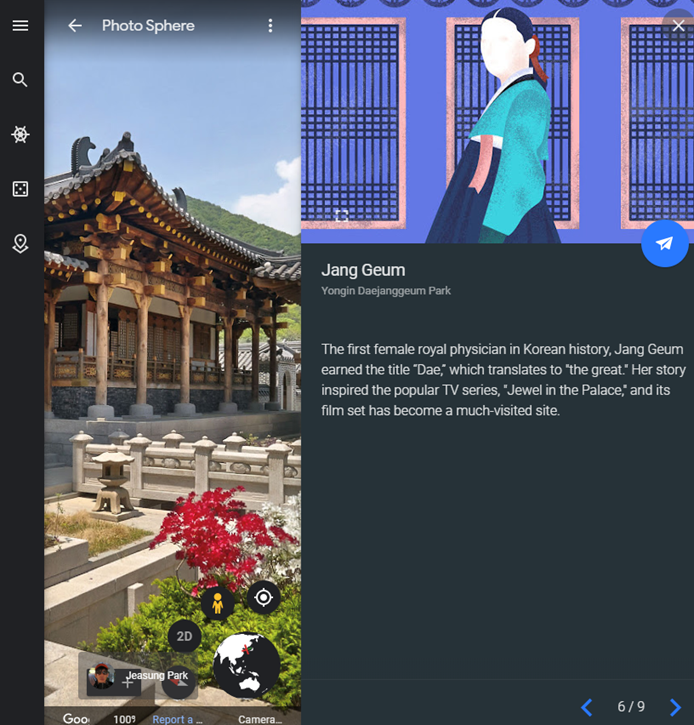 Photo Sphere
Jang Geum
Yongin Daejanggeum Park
The first female royal physician in Korean history, Jang Geum
earned the title "Dae," which translates to "the great." Her story
inspired the popular TV series, "Jewel in the Palace," and its
film set has become a much-visited site.
2D
Jeasung Park
Goo
100%
Report a ...
Camera...
6 / 9